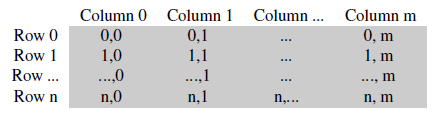 Column 0 Column 1 Column ... Column m
Row 0 0,0 0,1 ... 0, m
Row 1 1,0 1,1 ... 1, m
Row ... ...,0 ...,1 ... ..., m
Row n n,0 n,1 n,... n, m